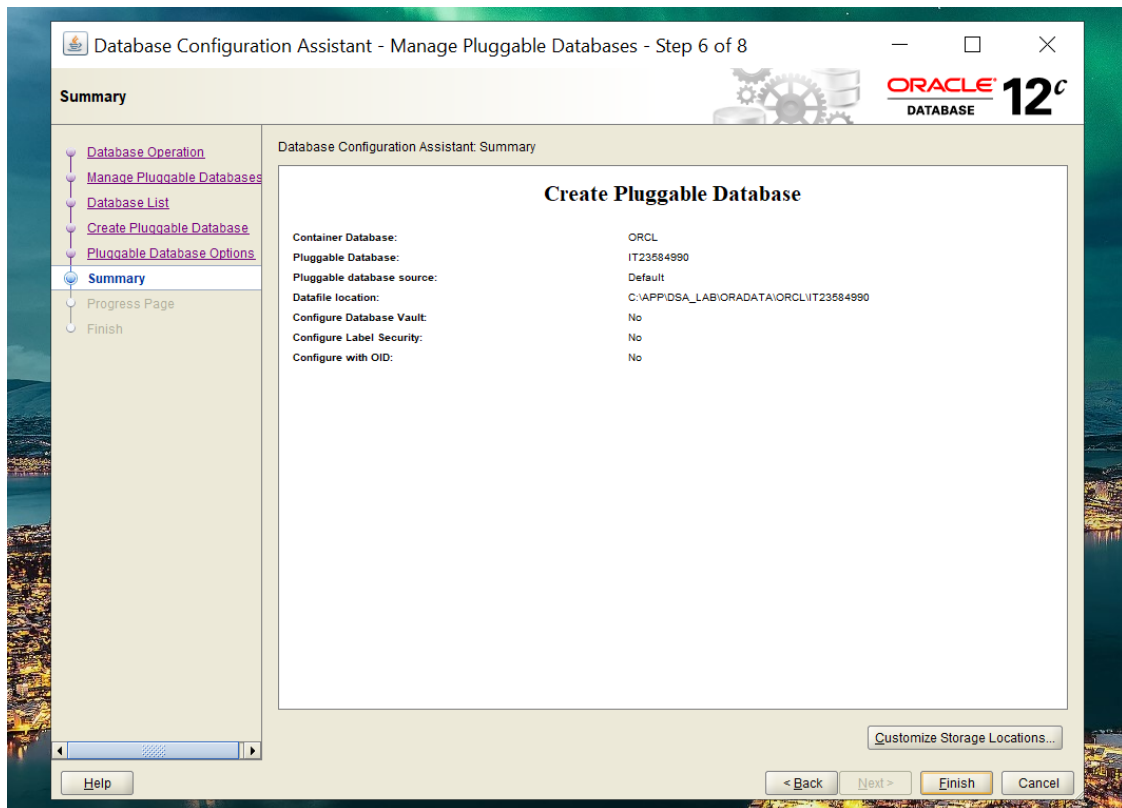 Database Configuration Assistant - Manage Pluggable Databases - Step 6 of 8
Summary
ORACLE
DATABASE
12c
Database Operation
Manage Pluggable Databases
Database List
Create Pluggable Database
Pluggable Database Options
Summary
Progress Page
Finish
Database Configuration Assistant: Summary
Create Pluggable Database
Container Database: ORCL
Pluggable Database: IT23584990
Pluggable database source: Default
Datafile location: C:\APP\DSA_LAB\ORADATA\ORCL\IT23584990
Configure Database Vault: No
Configure Label Security: No
Configure with OID: No
Customize Storage Locations...
Help
< Back
Next >
Finish
Cancel